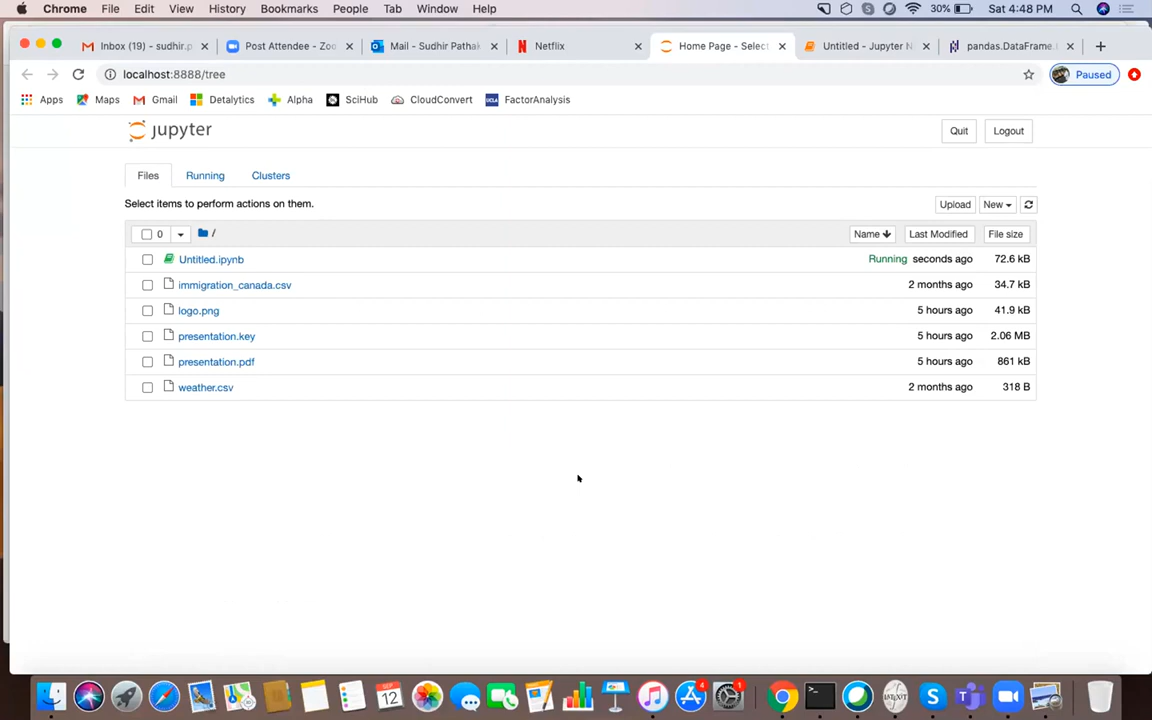 Chrome File Edit View History Bookmarks People Tab Window Help 30% Sat 4:48 PM
Inbox (19) - sudhir.p Post Attendee - Zoo Mail - Sudhir Pathak Netflix Home Page - Select Untitled - Jupyter N pandas.DataFrame.
localhost:8888/tree Paused
Apps Maps Gmail Detalytics Alpha SciHub CloudConvert UCLA FactorAnalysis
jupyter Quit Logout
Files Running Clusters
Select items to perform actions on them. Upload New
0 / Name Last Modified File size
Untitled.ipynb Running seconds ago 72.6 kB
immigration_canada.csv 2 months ago 34.7 kB
logo.png 5 hours ago 41.9 kB
presentation.key 5 hours ago 2.06 MB
presentation.pdf 5 hours ago 861 kB
weather.csv 2 months ago 318 B
12 4 1